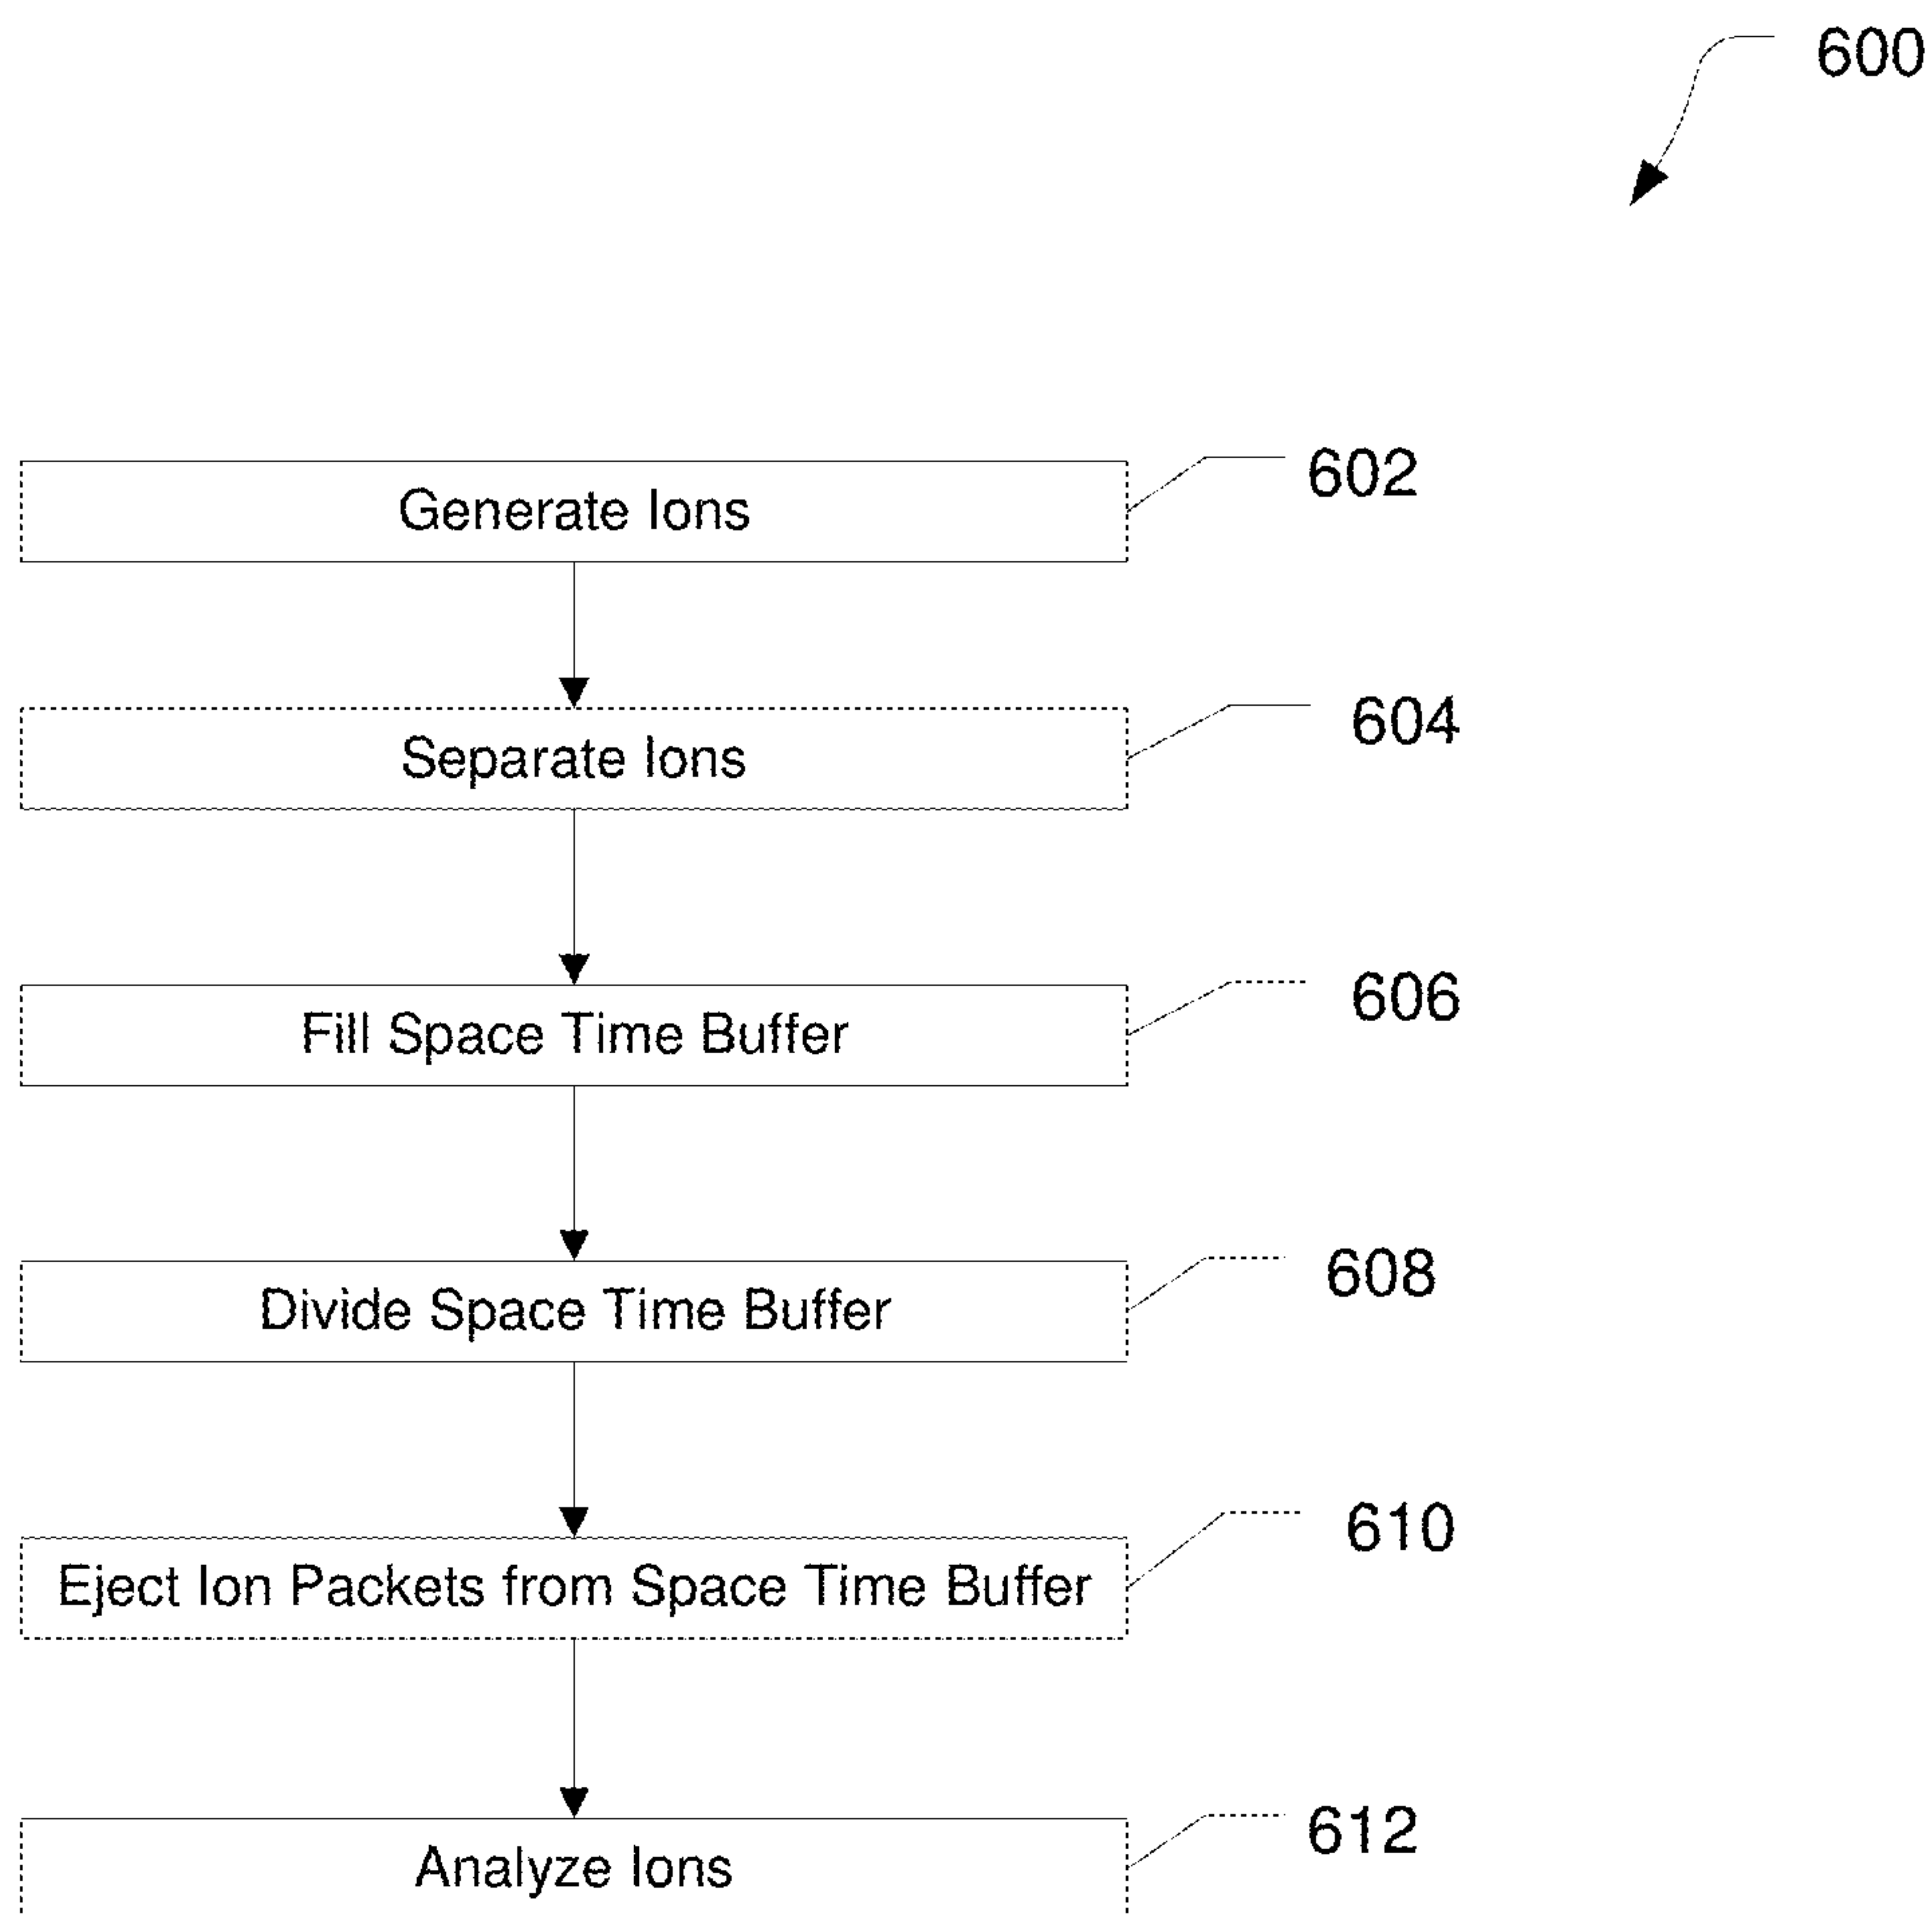 600
Generate Ions
602
Separate Ions
604
Fill Space Time Buffer
606
Divide Space Time Buffer
608
Eject Ion Packets from Space Time Buffer
610
Analyze Ions
612